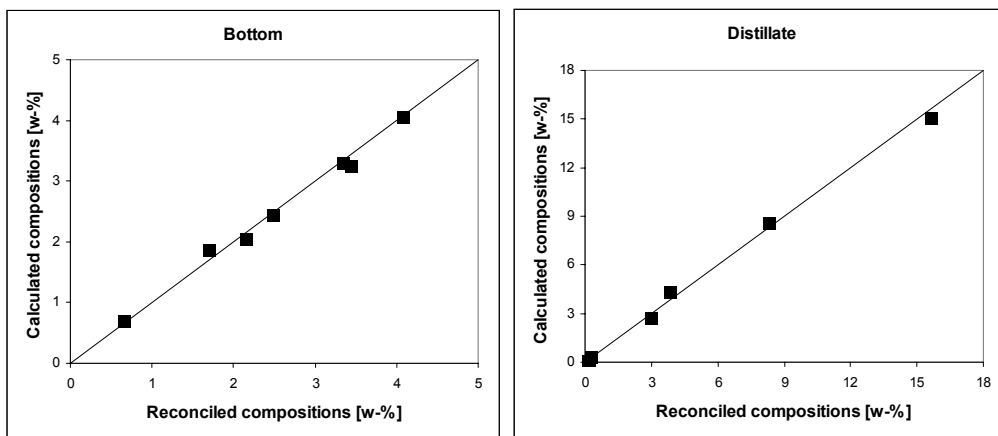 Bottom
5
4
3
2
1
0
0 1 2 3 4 5
Calculated compositions [w-%]
Reconciled compositions [w-%]
Distillate
18
15
12
9
6
3
0
0 3 6 9 12 15 18
Calculated compositions [w-%]
Reconciled compositions [w-%]